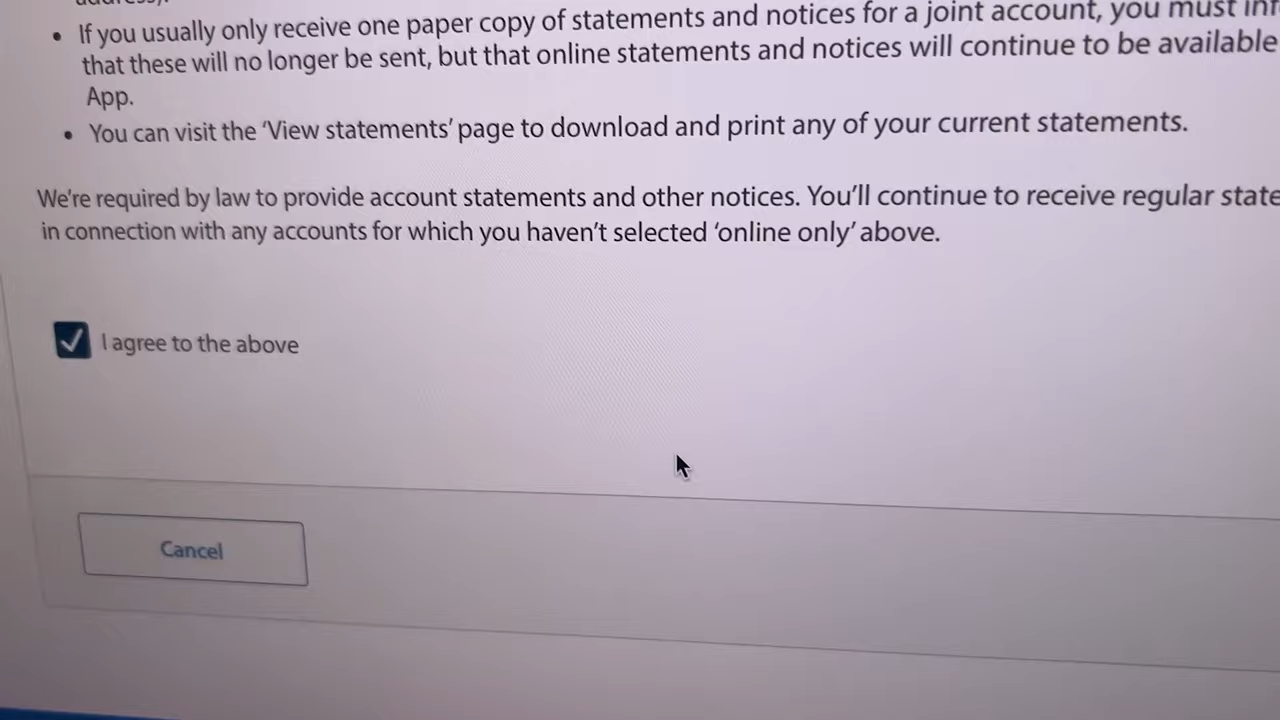 • If you usually only receive one paper copy of statements and notices for a joint account, you must
that these will no longer be sent, but that online statements and notices will continue to be available
App.
• You can visit the ‘View statements’ page to download and print any of your current statements.
We’re required by law to provide account statements and other notices. You’ll continue to receive regular
in connection with any accounts for which you haven’t selected ‘online only’ above.
I agree to the above
Cancel